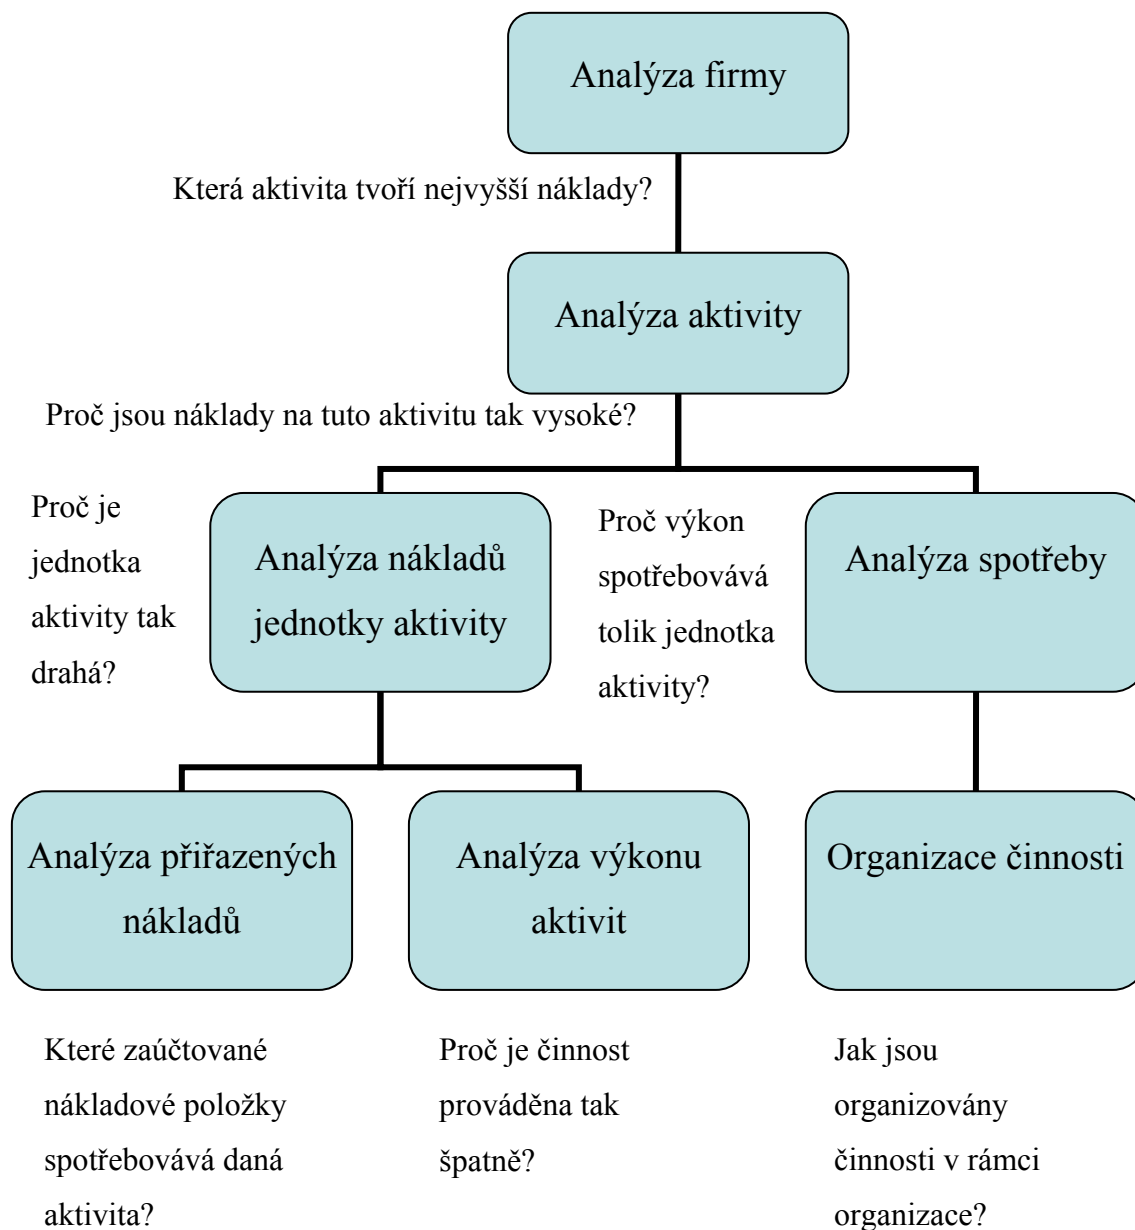 Analýza firmy
Která aktivita tvoří nejvyšší náklady?
Analýza aktivity
Proč jsou náklady na tuto aktivitu tak vysoké?
Proč je
jednotka
aktivity tak
drahá?
Analýza nákladů
jednotky aktivity
Proč výkon
spotřebovává
tolik jednotka
aktivity?
Analýza spotřeby
Analýza přiřazených
nákladů
Analýza výkonu
aktivit
Organizace činnosti
Které zaúčtované
nákladové položky
spotřebovává daná
aktivita?
Proč je činnost
prováděna tak
špatně?
Jak jsou
organizovány
činnosti v rámci
organizace?